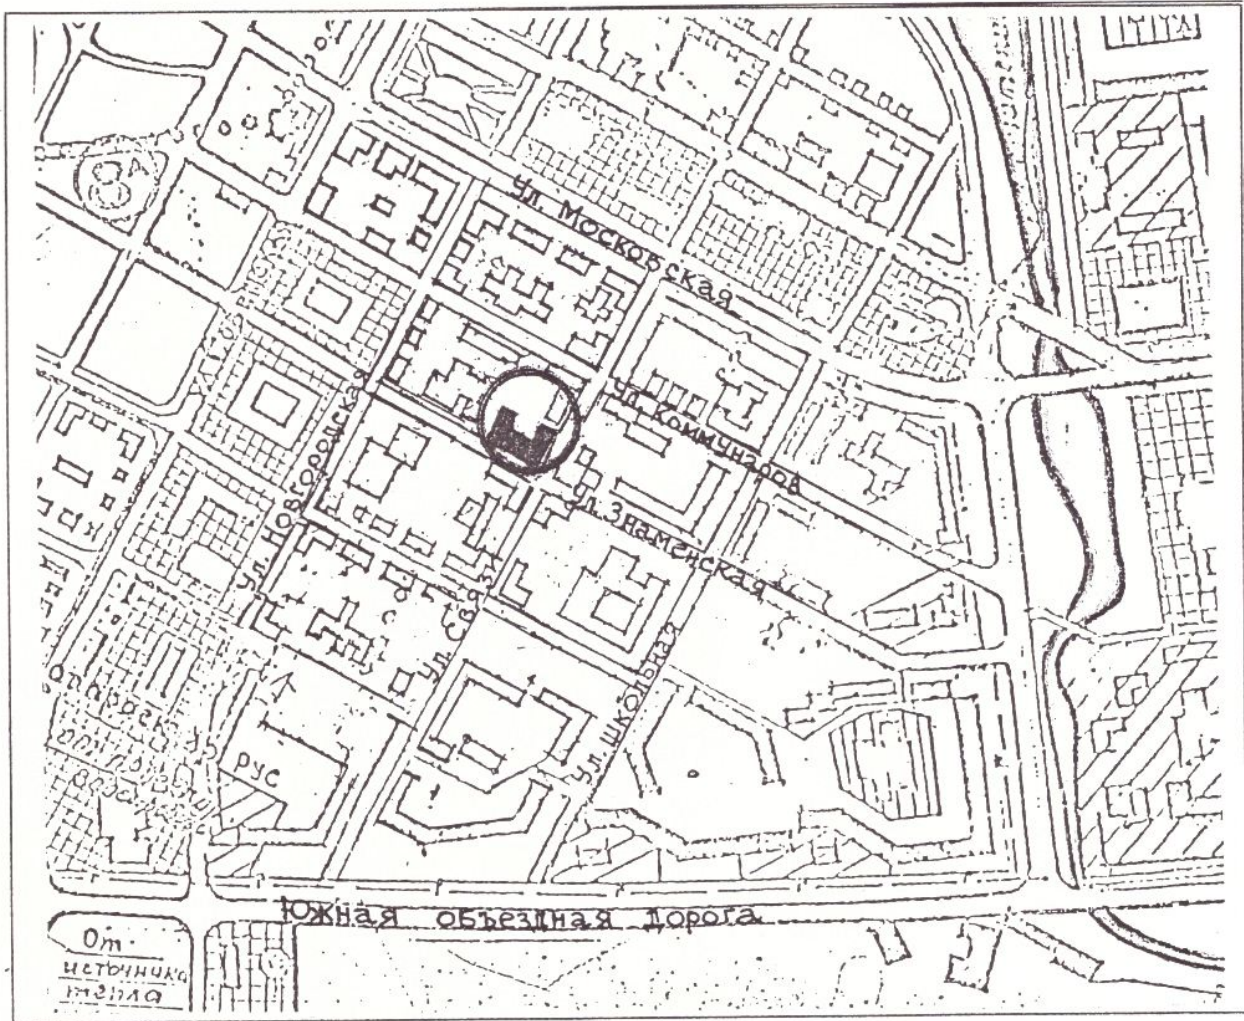 ул. Московская
ул. Коммунаров
ул. Знаменская
ул. Новгородская
ул. Связи
ул. Школьная
РУС
Южная объездная дорога
От
источника
тепла